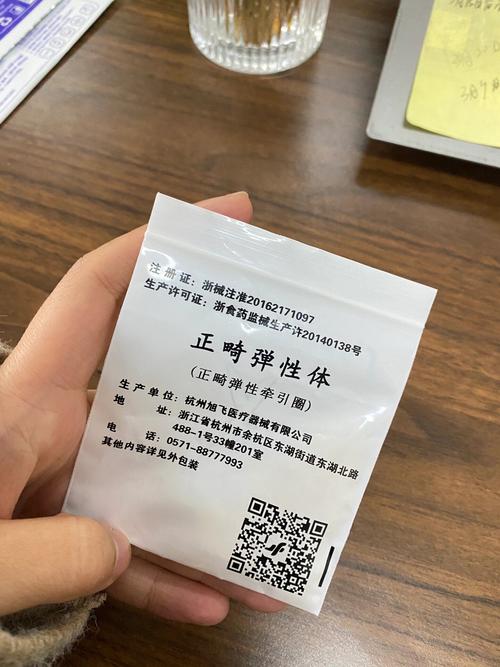 注 册 证：浙械注准20162171097
生产许可证：浙食药监械生产许20140138号
正畸弹性体
（正畸弹性牵引圈）
生 产 单 位：杭州旭飞医疗器械有限公司
地 址：浙江省杭州市余杭区东湖街道东湖北路
488-1号33幢201室
电 话：0571-88777993
其他内容详见外包装